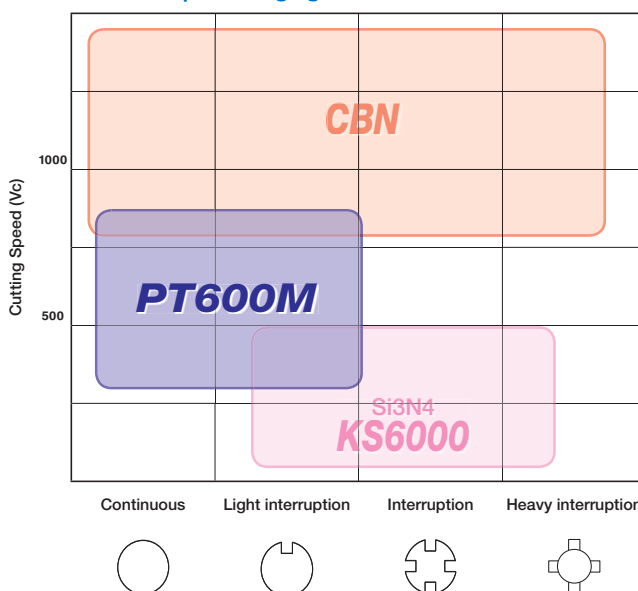 CBN
1000
Cutting Speed (Vc)
PT600M
500
Si3N4
KS6000
Continuous Light interruption Interruption Heavy interruption